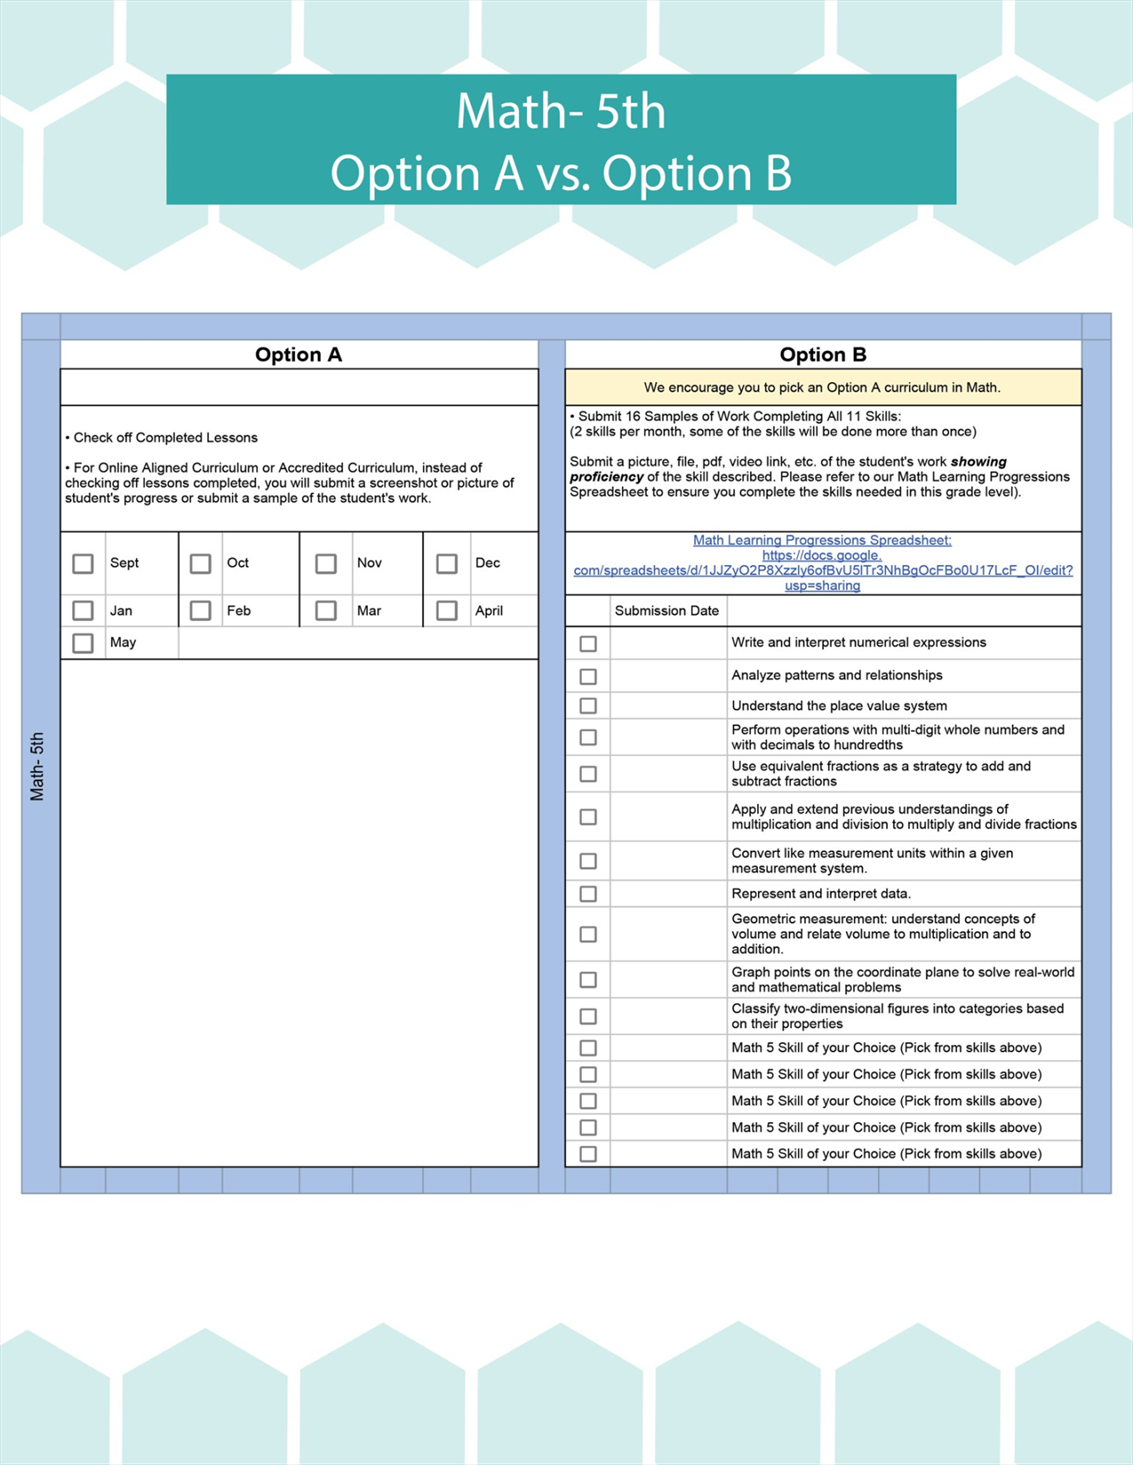 Math- 5th
Option A vs. Option B
Math- 5th
Option A
• Check off Completed Lessons
• For Online Aligned Curriculum or Accredited Curriculum, instead of
checking off lessons completed, you will submit a screenshot or picture of
student's progress or submit a sample of the student's work.
Sept Oct Nov Dec
Jan Feb Mar April
May
Option B
We encourage you to pick an Option A curriculum in Math.
• Submit 16 Samples of Work Completing All 11 Skills:
(2 skills per month, some of the skills will be done more than once)
Submit a picture, file, pdf, video link, etc. of the student's work showing
proficiency of the skill described. Please refer to our Math Learning Progressions
Spreadsheet to ensure you complete the skills needed in this grade level).
Math Learning Progressions Spreadsheet:
https://docs.google.
com/spreadsheets/d/1JJZyO2P8Xzzly6ofBvU5lTr3NhBgOcFBo0U17LcF_OI/edit?
usp=sharing
Submission Date
Write and interpret numerical expressions
Analyze patterns and relationships
Understand the place value system
Perform operations with multi-digit whole numbers and
with decimals to hundredths
Use equivalent fractions as a strategy to add and
subtract fractions
Apply and extend previous understandings of
multiplication and division to multiply and divide fractions
Convert like measurement units within a given
measurement system.
Represent and interpret data.
Geometric measurement: understand concepts of
volume and relate volume to multiplication and to
addition.
Graph points on the coordinate plane to solve real-world
and mathematical problems
Classify two-dimensional figures into categories based
on their properties
Math 5 Skill of your Choice (Pick from skills above)
Math 5 Skill of your Choice (Pick from skills above)
Math 5 Skill of your Choice (Pick from skills above)
Math 5 Skill of your Choice (Pick from skills above)
Math 5 Skill of your Choice (Pick from skills above)